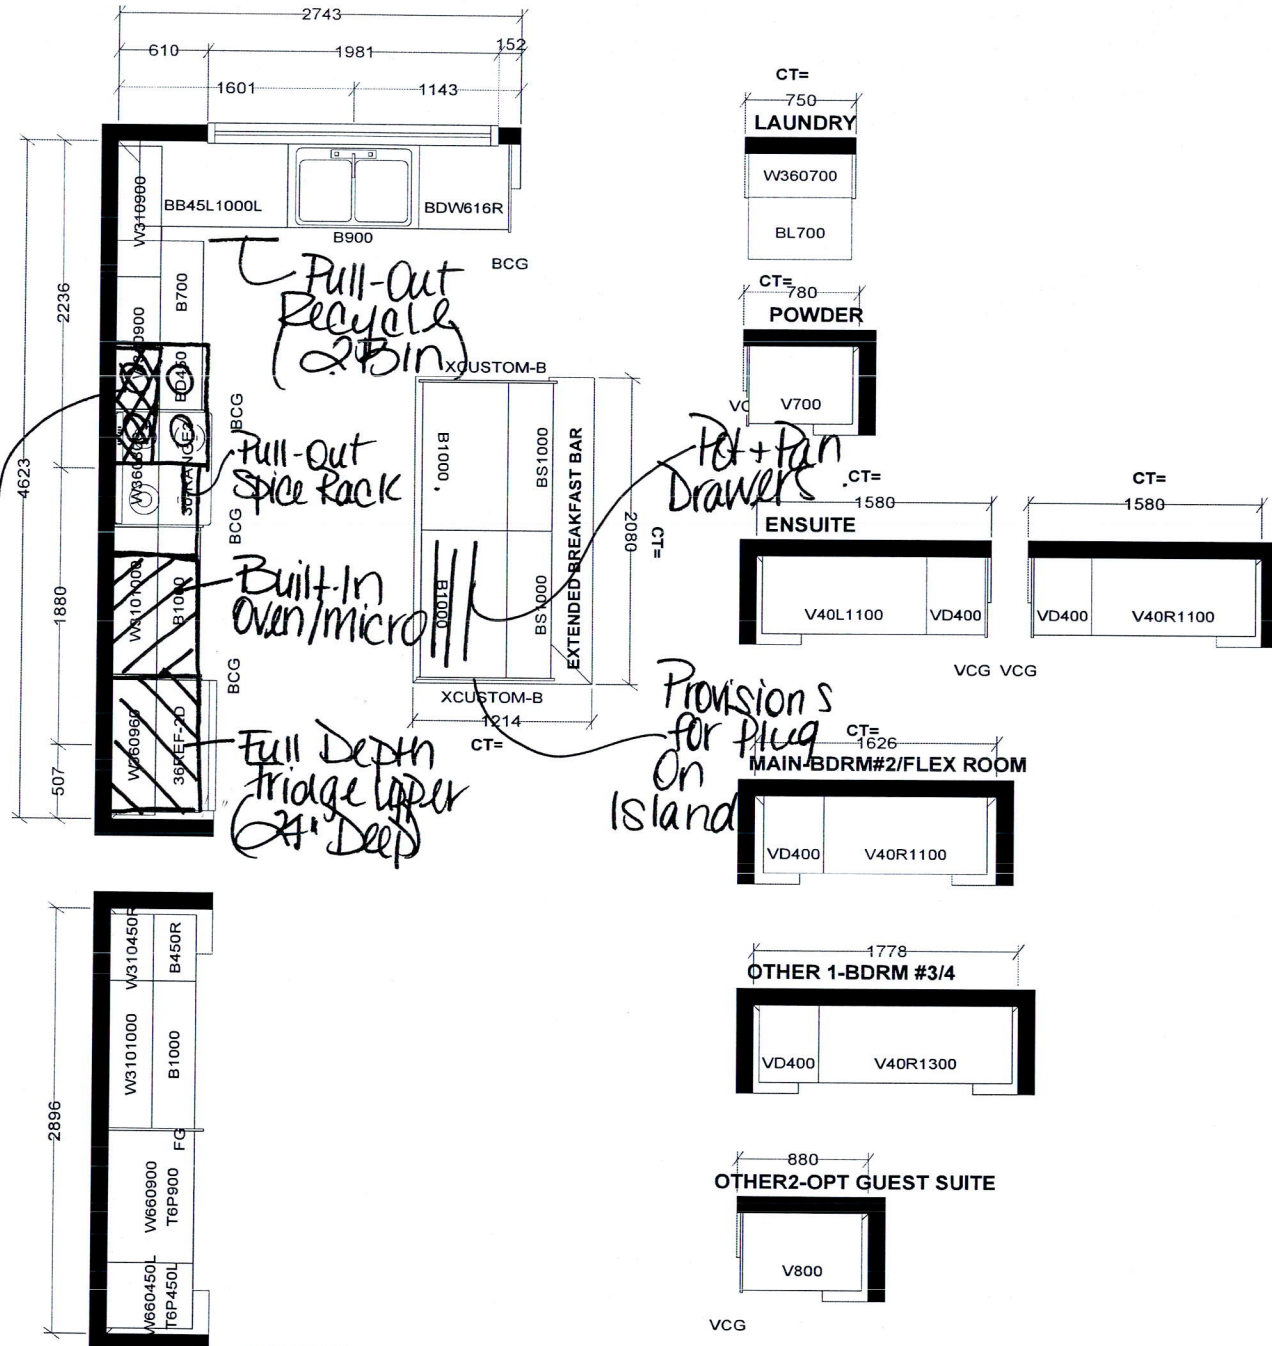 2743
610
1981
152
1601
1143
W310900
BB45L1000L
B900
BDW616R
BCG
Pull-Out
Recycle
(2 Bin)
2236
4623
B700
BD450
BCG
Pull-Out
Spice Rack
BCG
1880
W3101000
B1000
Built-In
Oven/micro
BCG
507
36REF-2D
Full Depth
Fridge Upper
(24" Deep)
XCUSTOM-B
B1000
BS1000
B1000
BS1000
EXTENDED BREAKFAST BAR
2080
CT=
XCUSTOM-B
1214
CT=
Pot + Pan
Drawers
Provisions
for Plug
On
Island
W310450R
B450R
W3101000
B1000
2896
FG
W660900
T6P900
W660450L
T6P450L
CT=
750
LAUNDRY
W360700
BL700
CT=
780
POWDER
V700
CT=
1580
ENSUITE
V40L1100
VD400
CT=
1580
VD400
V40R1100
VCG VCG
CT=
1626
MAIN-BDRM#2/FLEX ROOM
VD400
V40R1100
1778
OTHER 1-BDRM #3/4
VD400
V40R1300
880
OTHER2-OPT GUEST SUITE
V800
VCG